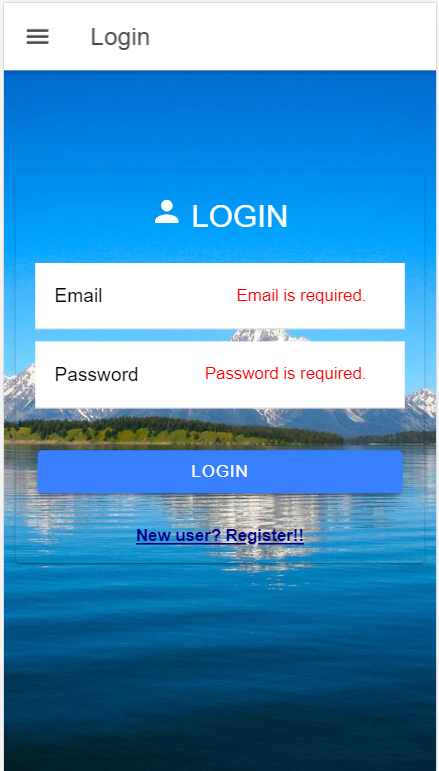 Login
LOGIN
Email Email is required.
Password Password is required.
LOGIN
New user? Register!!